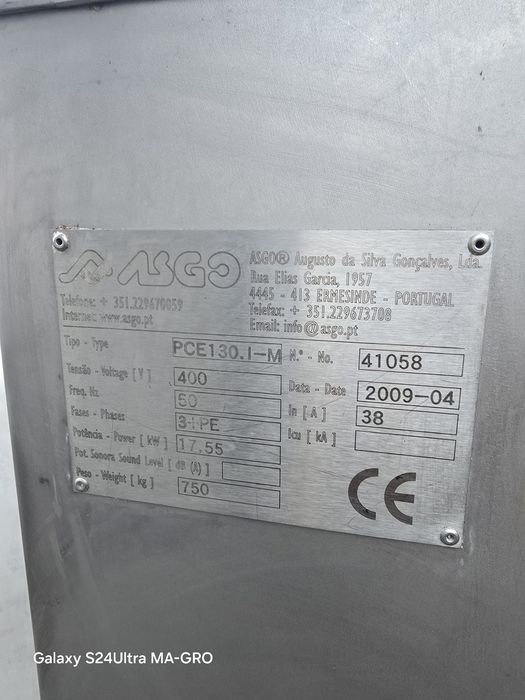 ASGO
ASGO® Augusto da Silva Gonçalves, Lda.
Rua Elias Garcia, 1957
4445 - 413 ERMESINDE - PORTUGAL
Telefone: + 351.229670059
Telefax: + 351.229673708
Internet: www.asgo.pt
Email: info@asgo.pt
Tipo - Type PCE130.I-M N.º - No. 41058
Tensão - Voltage [V] 400 Data - Date 2009-04
Freq. Hz 50 In [A] 38
Fases - Phases 3+PE Icu [kA]
Potência - Power [kW] 17.55
Pot. Sonora Sound Level [dB (A)]
Peso - Weight [kg] 750
CE
Galaxy S24Ultra MA-GRO